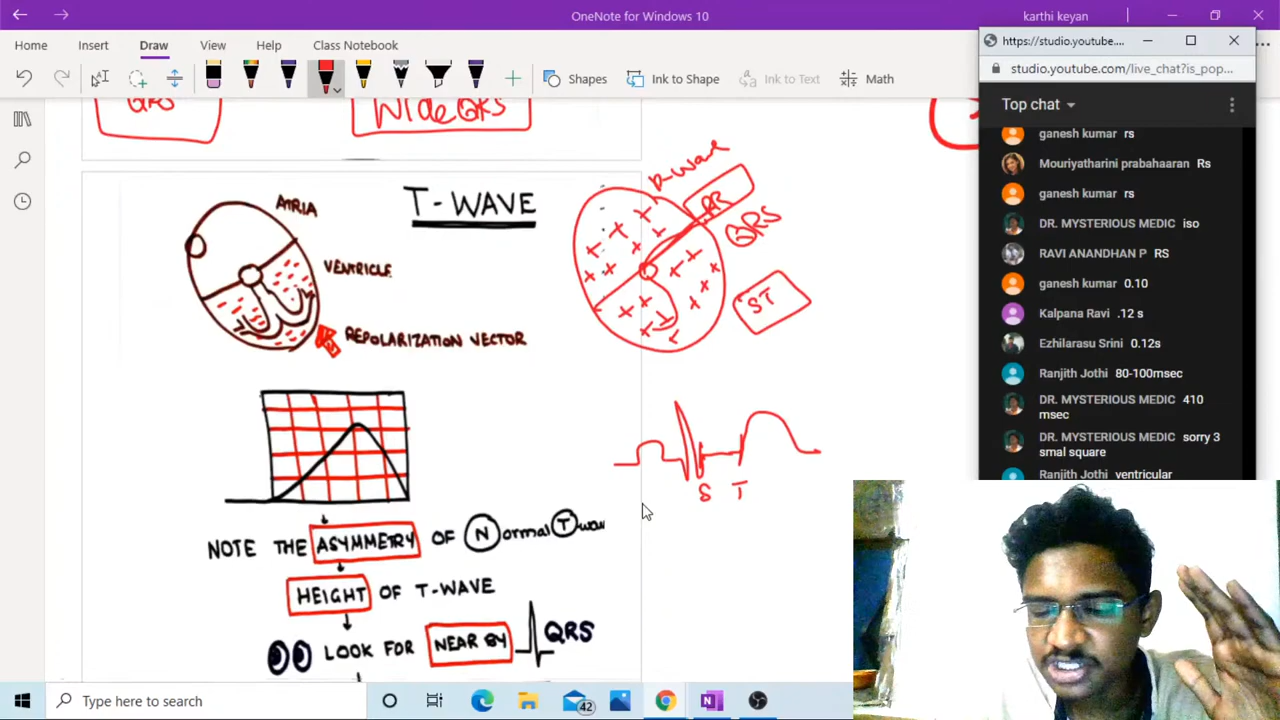 OneNote for Windows 10
karthi keyan
Home Insert Draw View Help Class Notebook
Shapes Ink to Shape Ink to Text Math
https://studio.youtube....
studio.youtube.com/live_chat?is_pop...
Top chat
ganesh kumar rs
Mouriyatharini prabahaaran Rs
ganesh kumar rs
DR. MYSTERIOUS MEDIC iso
RAVI ANANDHAN P RS
ganesh kumar 0.10
Kalpana Ravi .12 s
Ezhilarasu Srini 0.12s
Ranjith Jothi 80-100msec
DR. MYSTERIOUS MEDIC 410
msec
DR. MYSTERIOUS MEDIC sorry 3
smal square
Ranjith Jothi ventricular
QRS
Wide QRS
T-WAVE
ATRIA
VENTRICLE
REPOLARIZATION VECTOR
P-wave
PR
QRS
ST
S T
NOTE THE ASYMMETRY OF Normal T wav
HEIGHT OF T-WAVE
LOOK FOR NEAR BY QRS
Type here to search
42